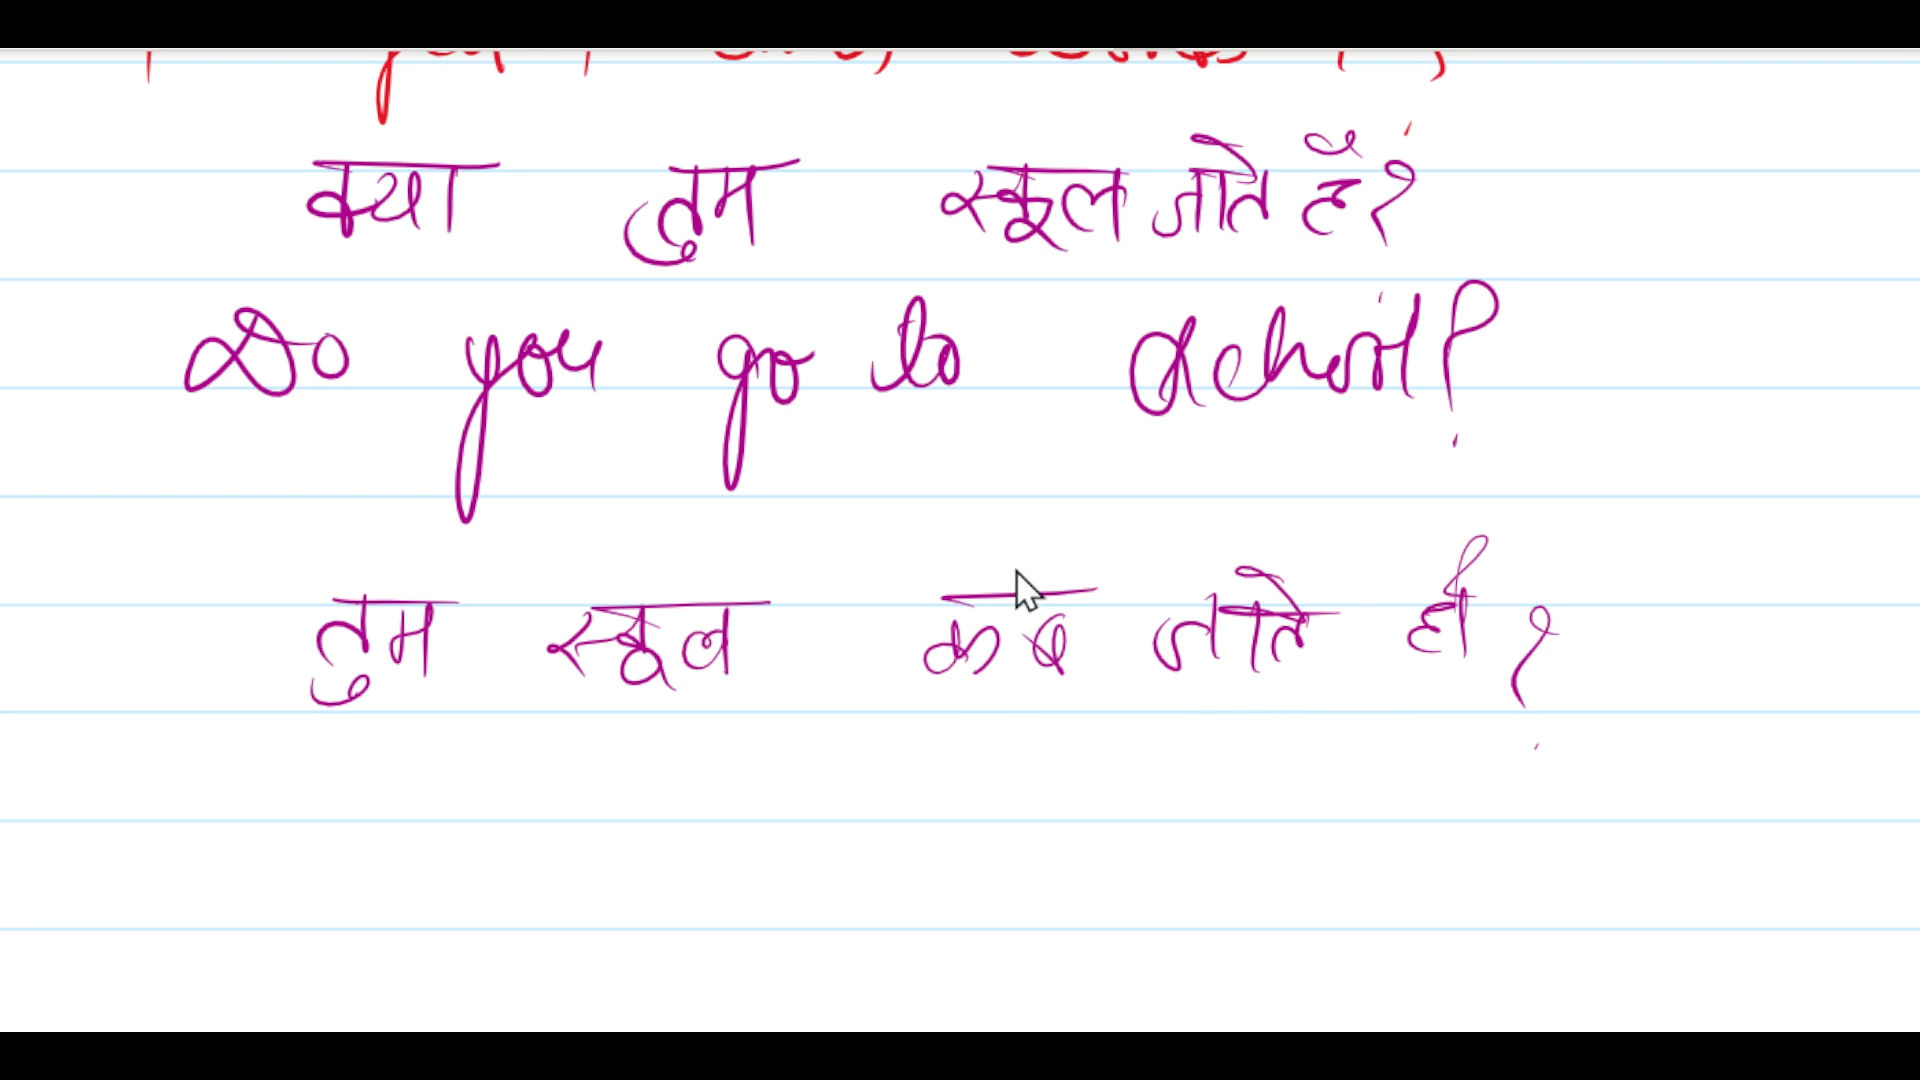 क्या तुम स्कूल जाते हैं?
Do you go to school?
तुम स्कूल कब जाते हो?